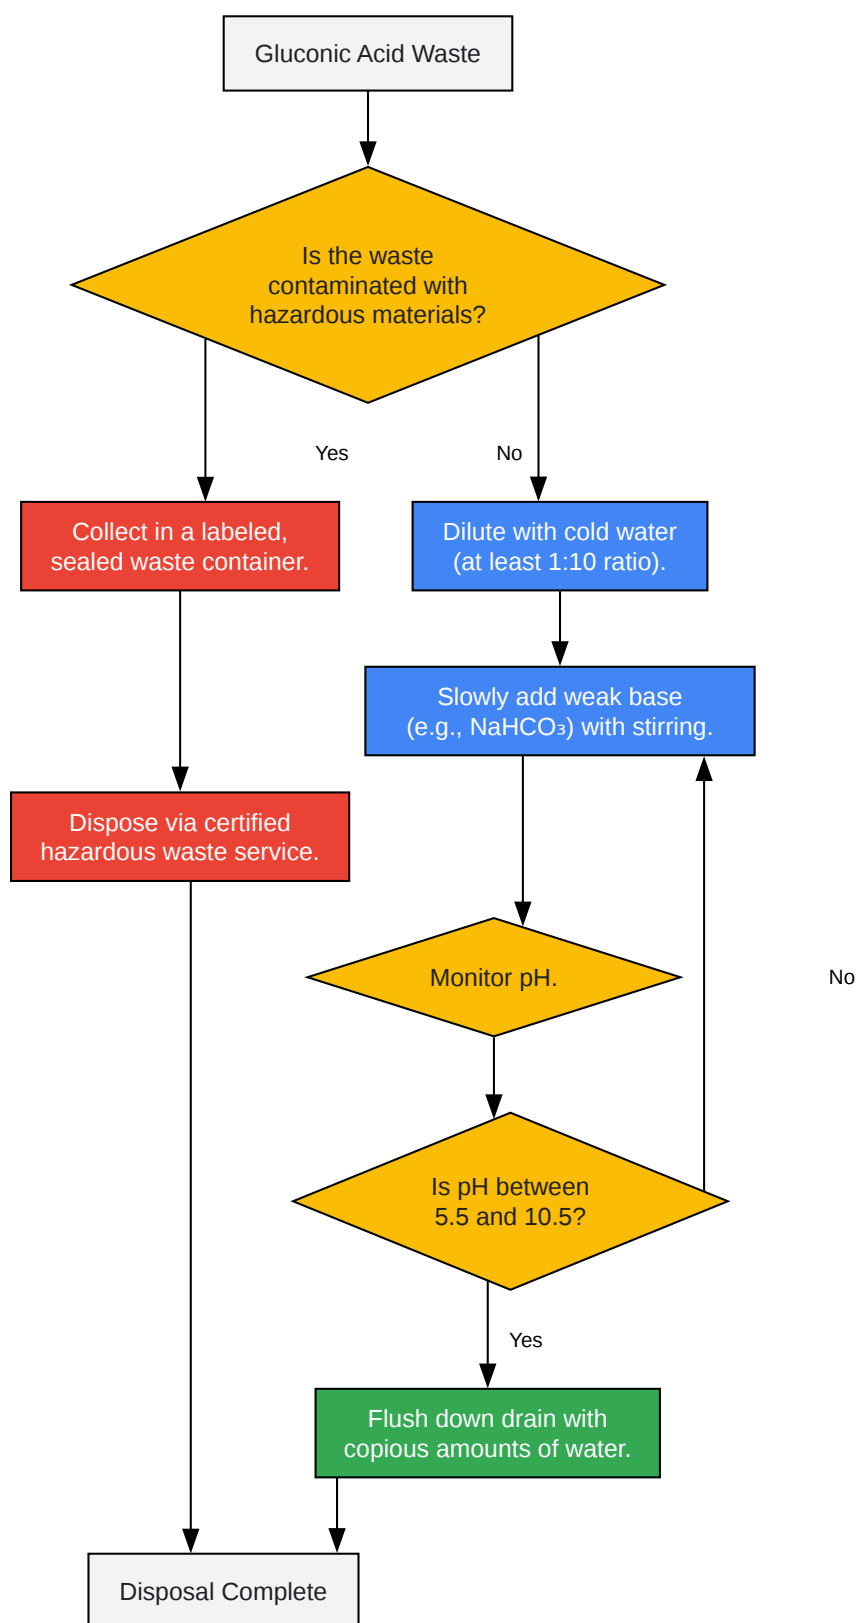 Gluconic Acid Waste
Is the waste
contaminated with
hazardous materials?
Yes
No
Collect in a labeled,
sealed waste container.
Dilute with cold water
(at least 1:10 ratio).
Slowly add weak base
(e.g., NaHCO₃) with stirring.
Dispose via certified
hazardous waste service.
Monitor pH.
No
Is pH between
5.5 and 10.5?
Yes
Flush down drain with
copious amounts of water.
Disposal Complete